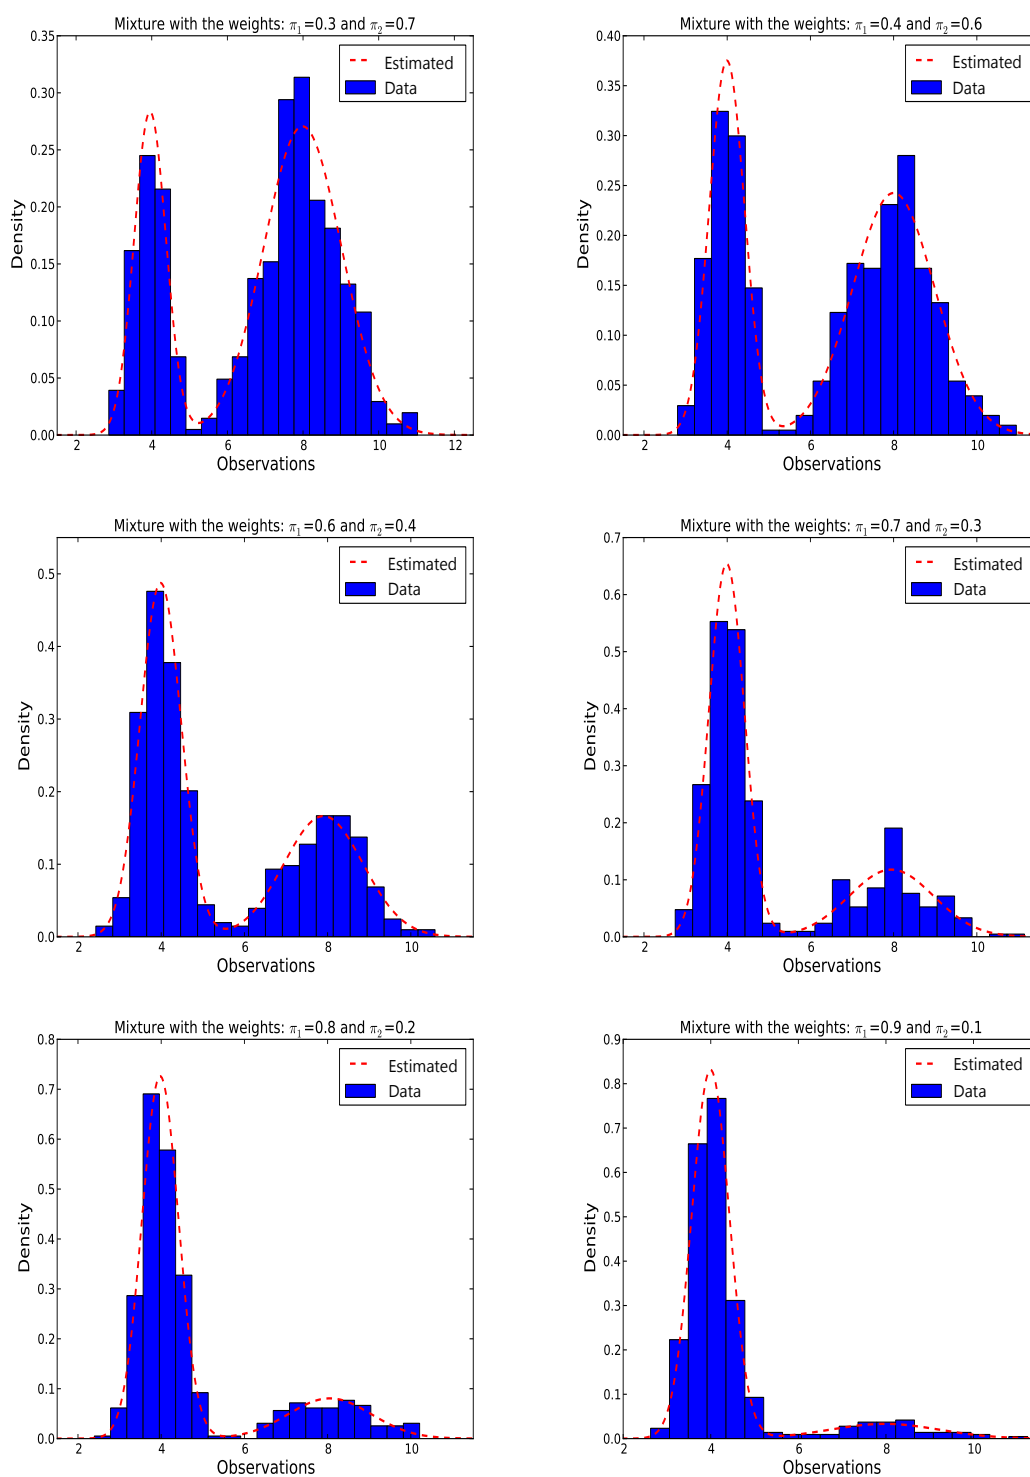 Mixture with the weights: π₁=0.3 and π₂=0.7
0.35
0.30
0.25
0.20
0.15
0.10
0.05
0.00
Density
2 4 6 8 10 12
Observations
Estimated
Data
Mixture with the weights: π₁=0.4 and π₂=0.6
0.40
0.35
0.30
0.25
0.20
0.15
0.10
0.05
0.00
Density
2 4 6 8 10
Observations
Estimated
Data
Mixture with the weights: π₁=0.6 and π₂=0.4
0.5
0.4
0.3
0.2
0.1
0.0
Density
2 4 6 8 10
Observations
Estimated
Data
Mixture with the weights: π₁=0.7 and π₂=0.3
0.7
0.6
0.5
0.4
0.3
0.2
0.1
0.0
Density
2 4 6 8 10
Observations
Estimated
Data
Mixture with the weights: π₁=0.8 and π₂=0.2
0.8
0.7
0.6
0.5
0.4
0.3
0.2
0.1
0.0
Density
2 4 6 8 10
Observations
Estimated
Data
Mixture with the weights: π₁=0.9 and π₂=0.1
0.9
0.8
0.7
0.6
0.5
0.4
0.3
0.2
0.1
0.0
Density
2 4 6 8 10
Observations
Estimated
Data